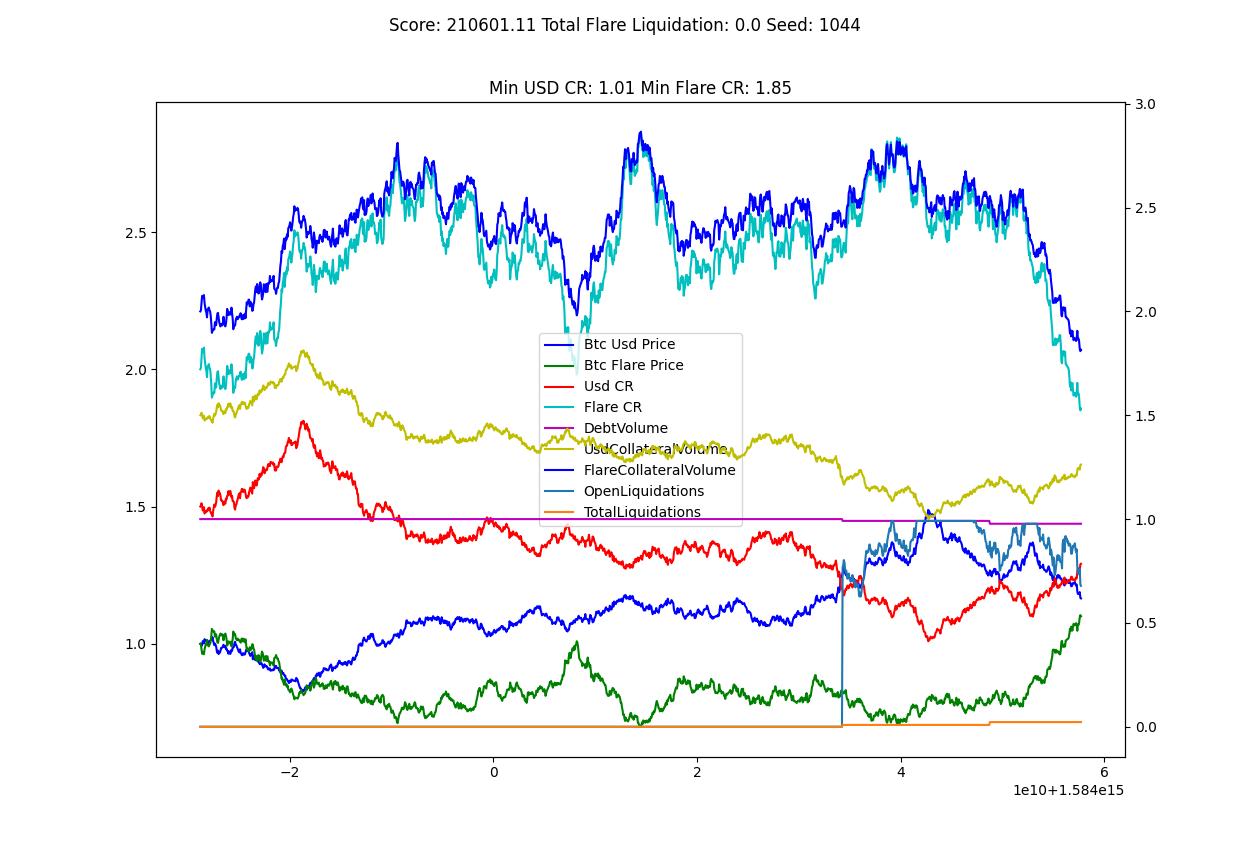 Score: 210601.11 Total Flare Liquidation: 0.0 Seed: 1044
Min USD CR: 1.01 Min Flare CR: 1.85
3.0
2.5
2.0
1.5
1.0
0.5
0.0
2.5
2.0
1.5
1.0
Btc Usd Price
Btc Flare Price
Usd CR
Flare CR
DebtVolume
UsdCollateralVolume
FlareCollateralVolume
OpenLiquidations
TotalLiquidations
−2 0 2 4 6
1e10+1.584e15